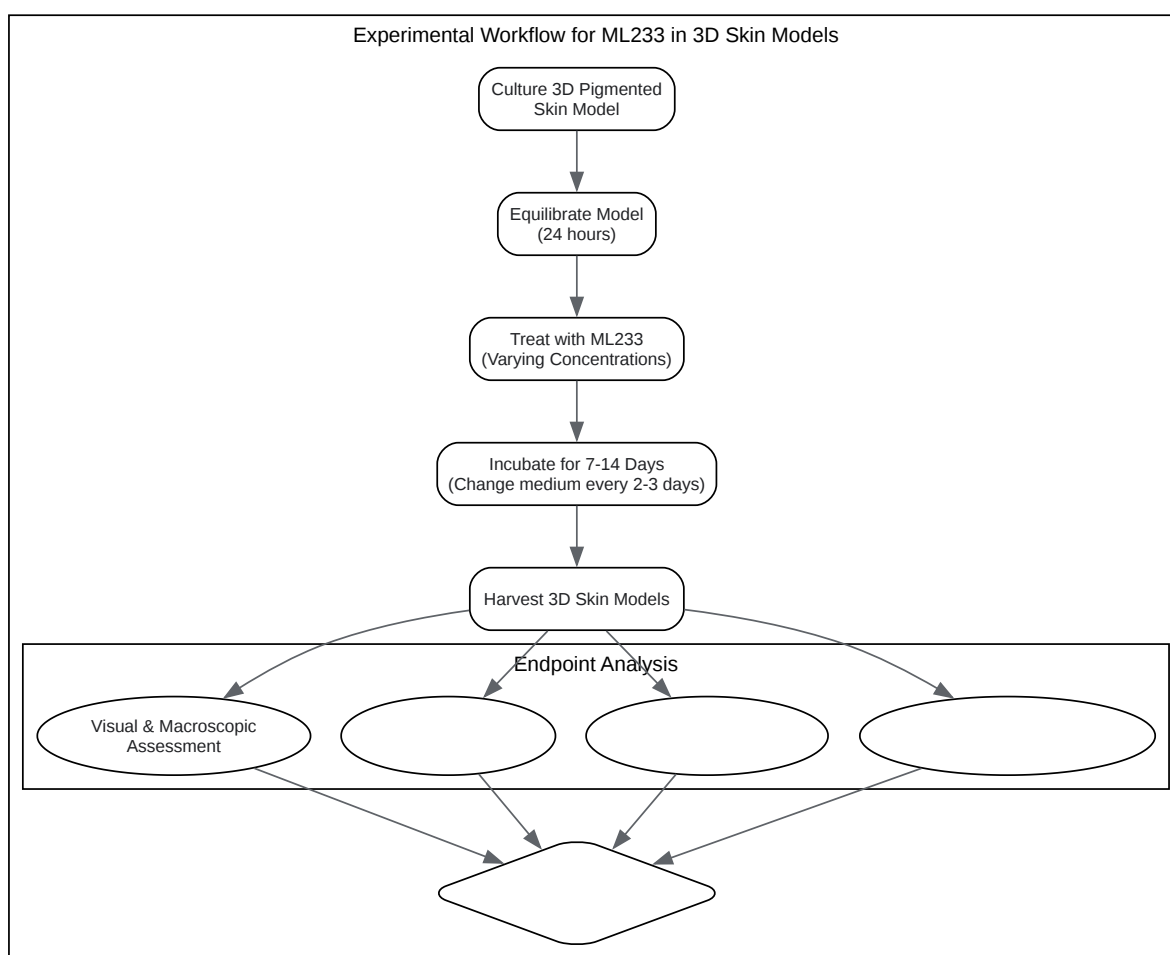 Experimental Workflow for ML233 in 3D Skin Models
Culture 3D Pigmented
Skin Model
Equilibrate Model
(24 hours)
Treat with ML233
(Varying Concentrations)
Incubate for 7-14 Days
(Change medium every 2-3 days)
Harvest 3D Skin Models
Endpoint Analysis
Visual & Macroscopic
Assessment